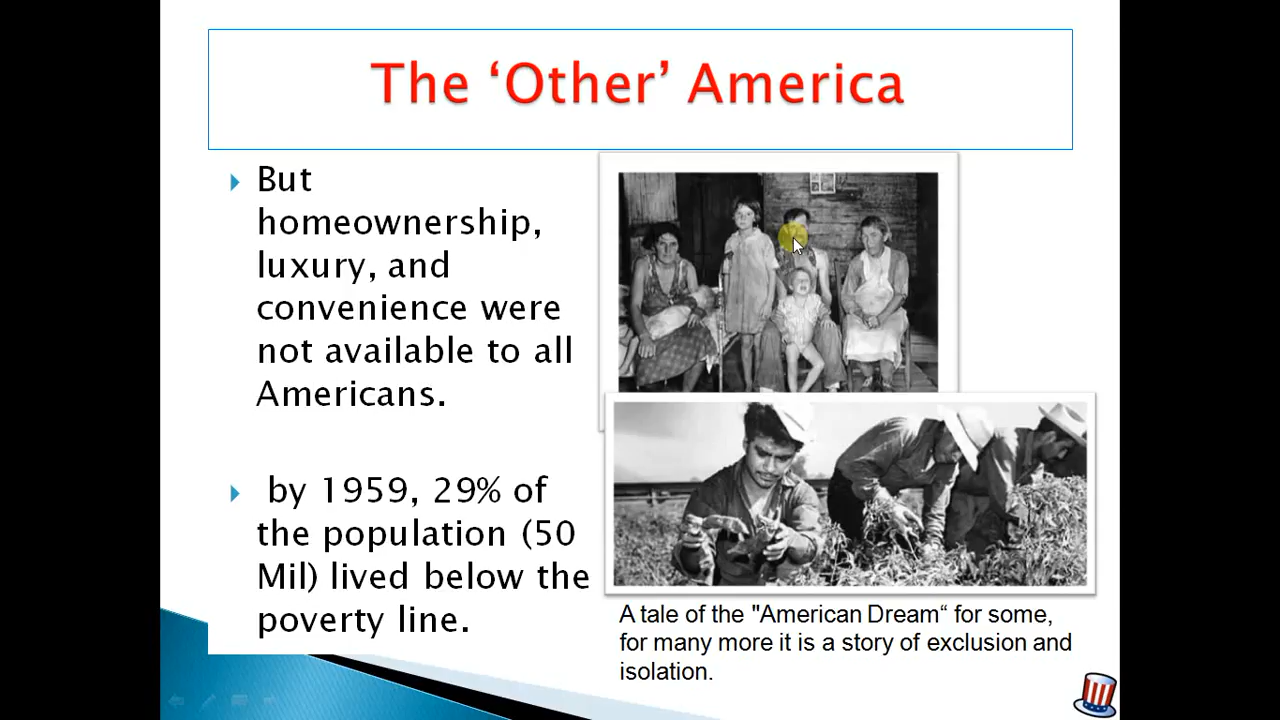 The ‘Other’ America
But
homeownership,
luxury, and
convenience were
not available to all
Americans.
by 1959, 29% of
the population (50
Mil) lived below the
poverty line.
A tale of the "American Dream“ for some,
for many more it is a story of exclusion and
isolation.